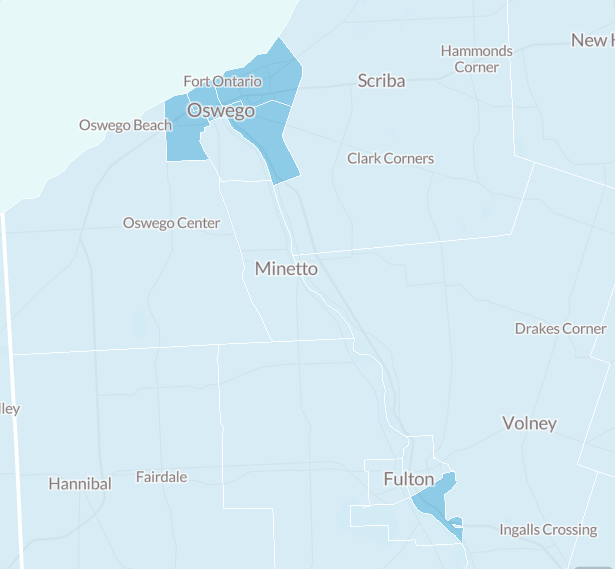 New
Hammonds
Corner
Fort Ontario
Scriba
Oswego
Oswego Beach
Clark Corners
Oswego Center
Minetto
Drakes Corner
lley
Volney
Hannibal
Fairdale
Fulton
Ingalls Crossing